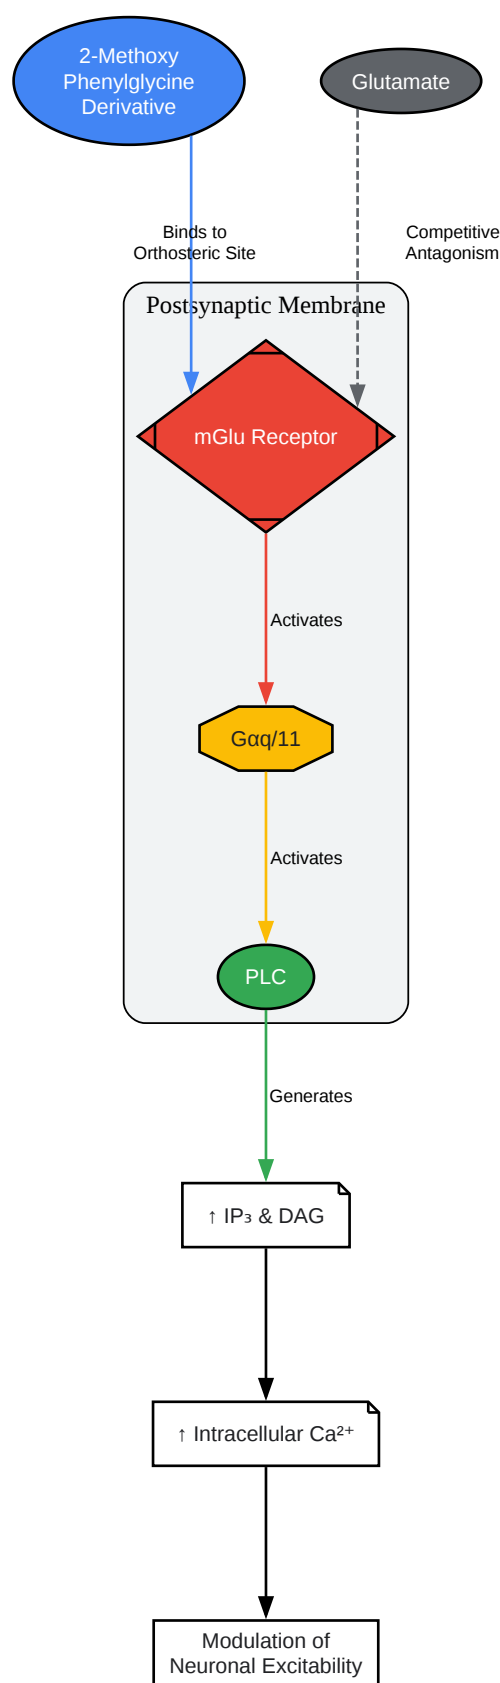 2-Methoxy
Phenylglycine
Derivative
Glutamate
Binds to
Orthosteric Site
Competitive
Antagonism
Postsynaptic Membrane
mGlu Receptor
Activates
Gαq/11
Activates
PLC
Generates
↑ IP₃ & DAG
↑ Intracellular Ca²⁺
Modulation of
Neuronal Excitability